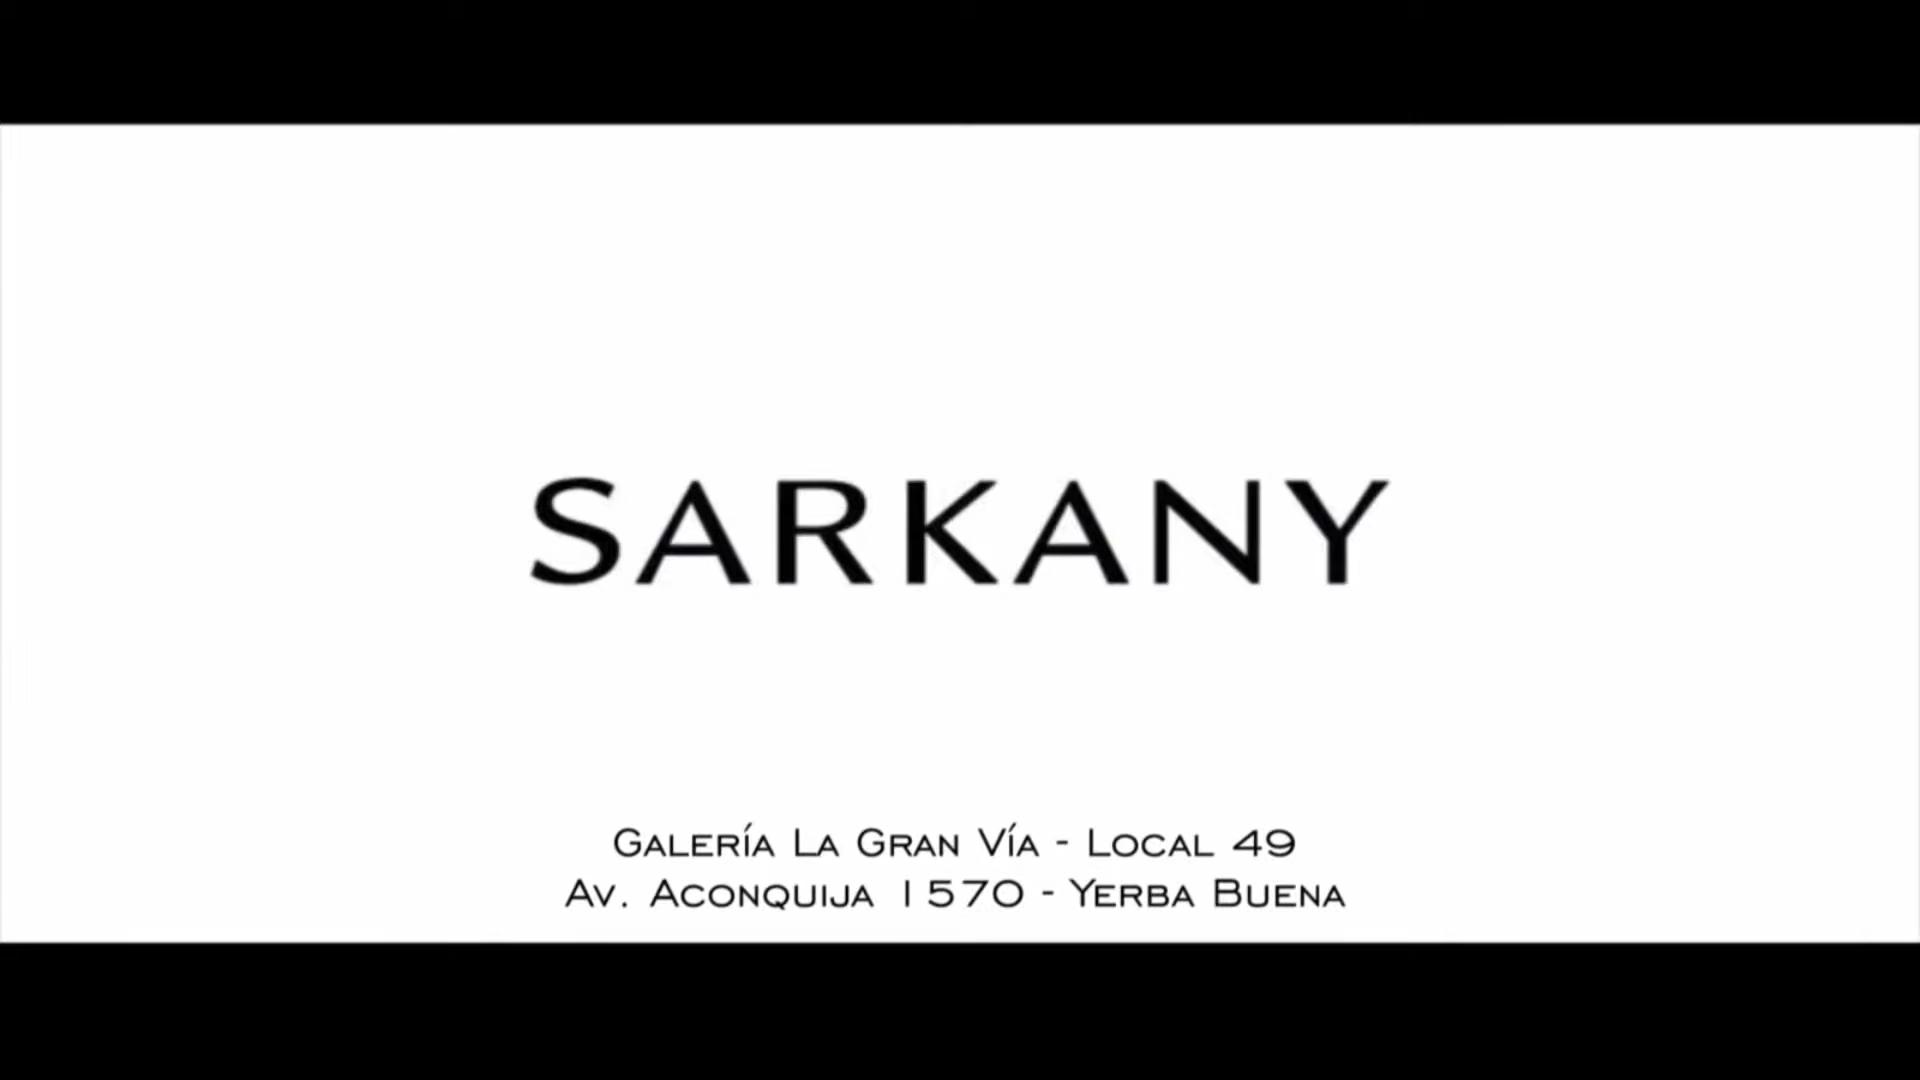 SARKANY
Galería La Gran Vía - Local 49
Av. Aconquija 1570 - Yerba Buena